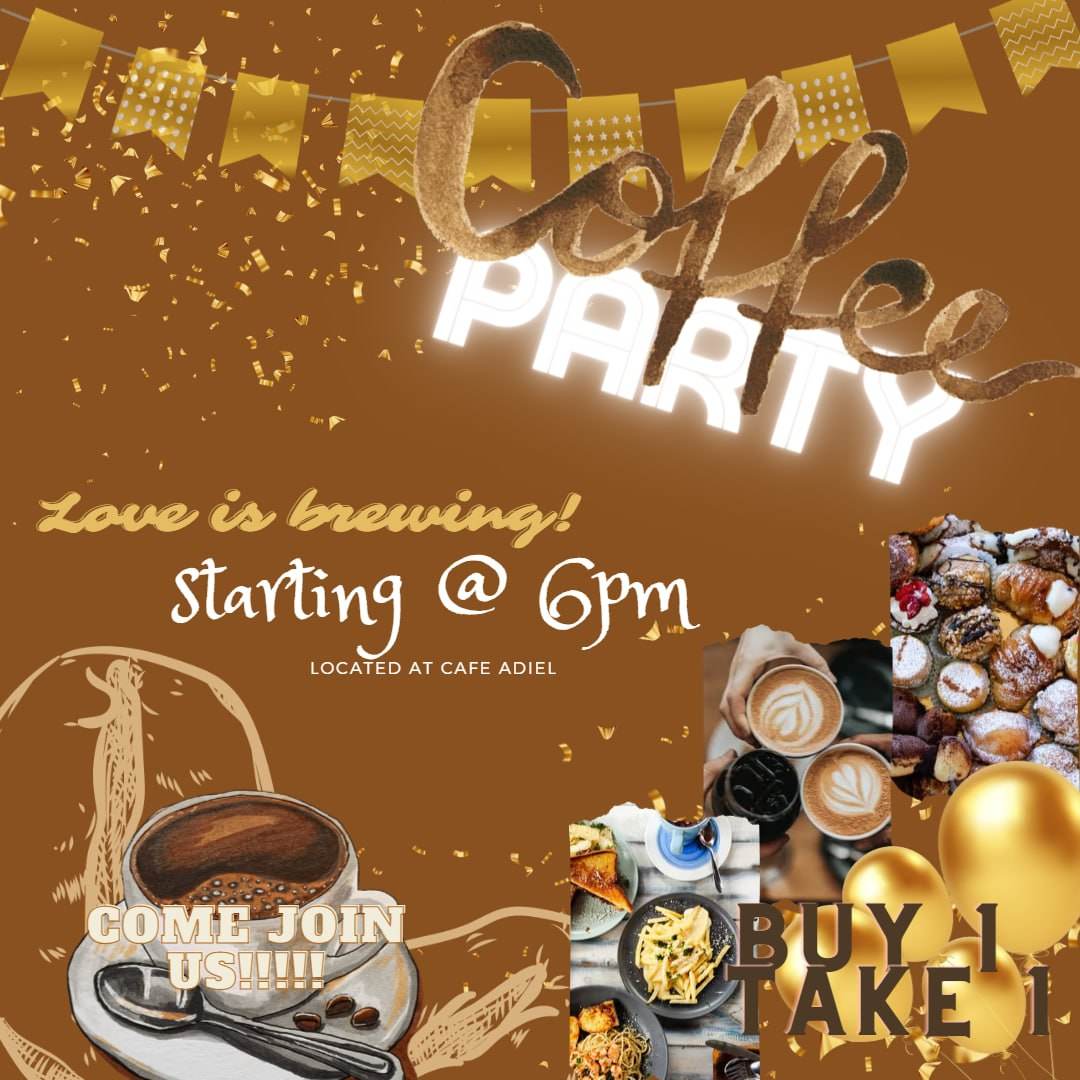 Coffee
PARTY
Love is brewing!
starting @ 6pm
LOCATED AT CAFE ADIEL
COME JOIN
US!!!!!
BUY 1
TAKE 1